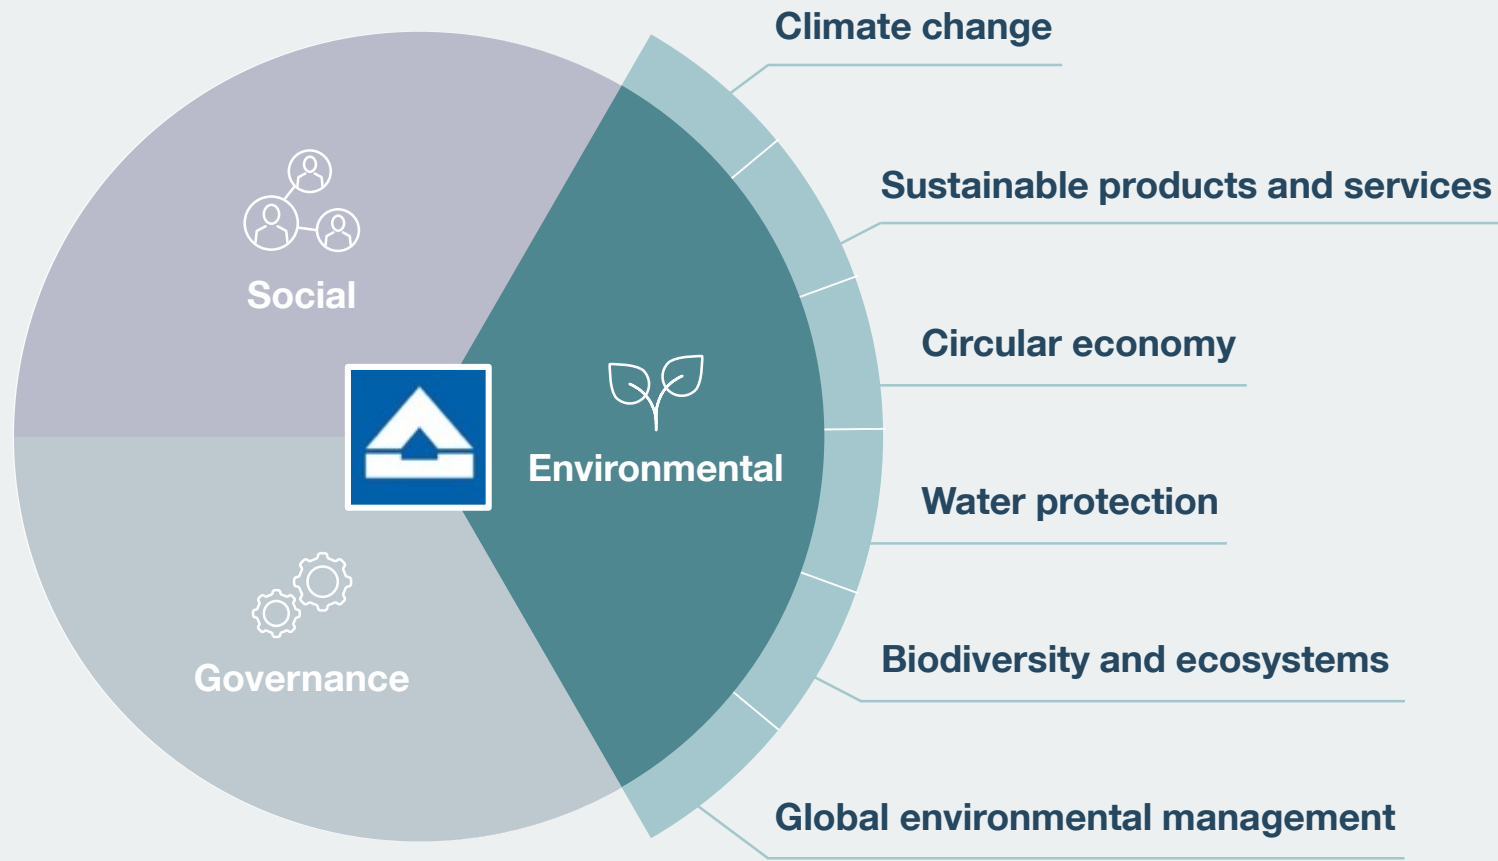 Climate change
Sustainable products and services
Social
Circular economy
Environmental
Water protection
Governance
Biodiversity and ecosystems
Global environmental management